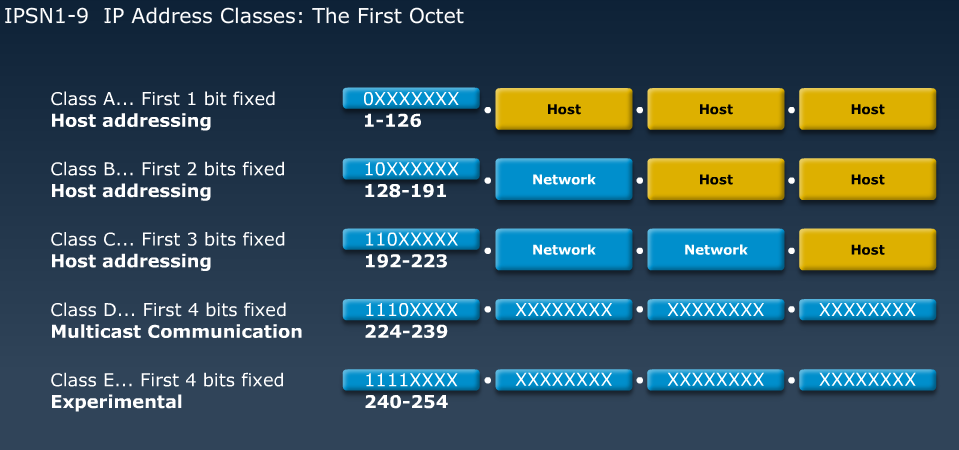 IPSN1-9 IP Address Classes: The First Octet
Class A... First 1 bit fixed 0XXXXXXX . Host . Host . Host
Host addressing 1-126
Class B... First 2 bits fixed 10XXXXXX . Network . Host . Host
Host addressing 128-191
Class C... First 3 bits fixed 110XXXXX . Network . Network . Host
Host addressing 192-223
Class D... First 4 bits fixed 1110XXXX . XXXXXXXX . XXXXXXXX . XXXXXXXX
Multicast Communication 224-239
Class E... First 4 bits fixed 1111XXXX . XXXXXXXX . XXXXXXXX . XXXXXXXX
Experimental 240-254